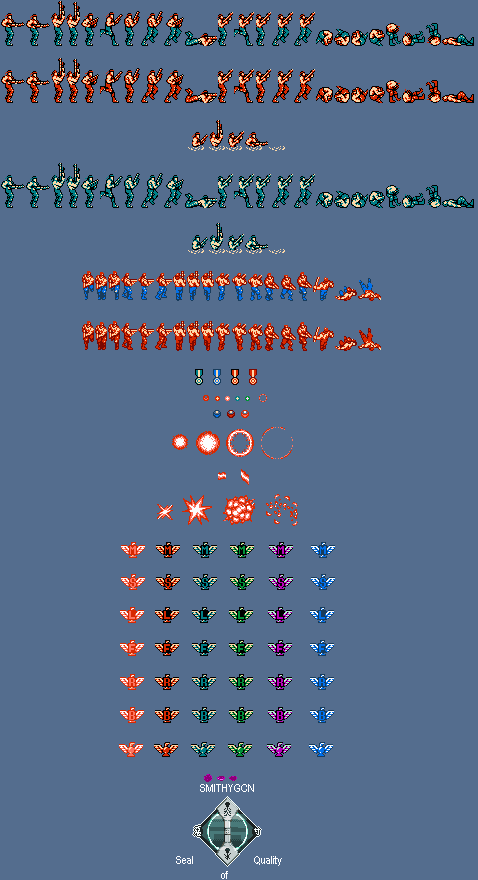 M M M M M M
S S S S S S
L L L L L L
F F F F F F
R R R R R R
B B B B B B
SMITHYGCN
Seal Quality
of